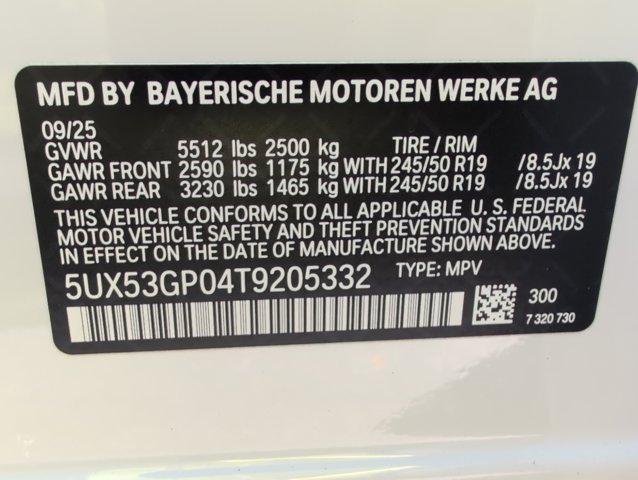 MFD BY BAYERISCHE MOTOREN WERKE AG
09/25
GVWR 5512 lbs 2500 kg TIRE / RIM
GAWR FRONT 2590 lbs 1175 kg WITH 245/50 R19 /8.5Jx 19
GAWR REAR 3230 lbs 1465 kg WITH 245/50 R19 /8.5Jx 19
THIS VEHICLE CONFORMS TO ALL APPLICABLE U. S. FEDERAL
MOTOR VEHICLE SAFETY AND THEFT PREVENTION STANDARDS
IN EFFECT ON THE DATE OF MANUFACTURE SHOWN ABOVE.
5UX53GP04T9205332 TYPE: MPV
300
7 320 730